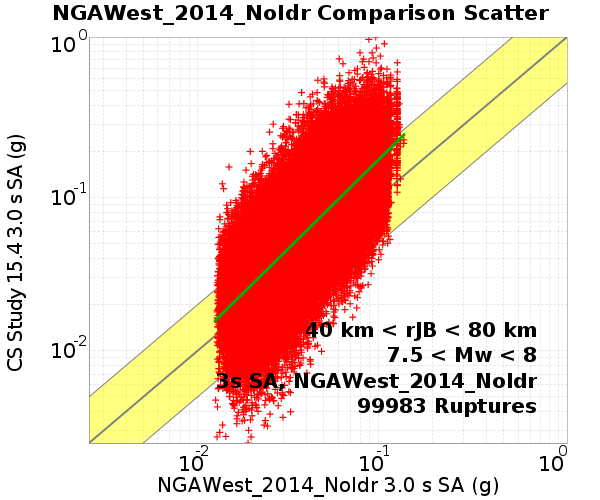 NGAWest_2014_NoIdr Comparison Scatter
10^0
10^-1
10^-2
CS Study 15.4 3.0 s SA (g)
40 km < rJB < 80 km
7.5 < Mw < 8
3s SA, NGAWest_2014_NoIdr
99983 Ruptures
10^-2 10^-1 10^0
NGAWest_2014_NoIdr 3.0 s SA (g)